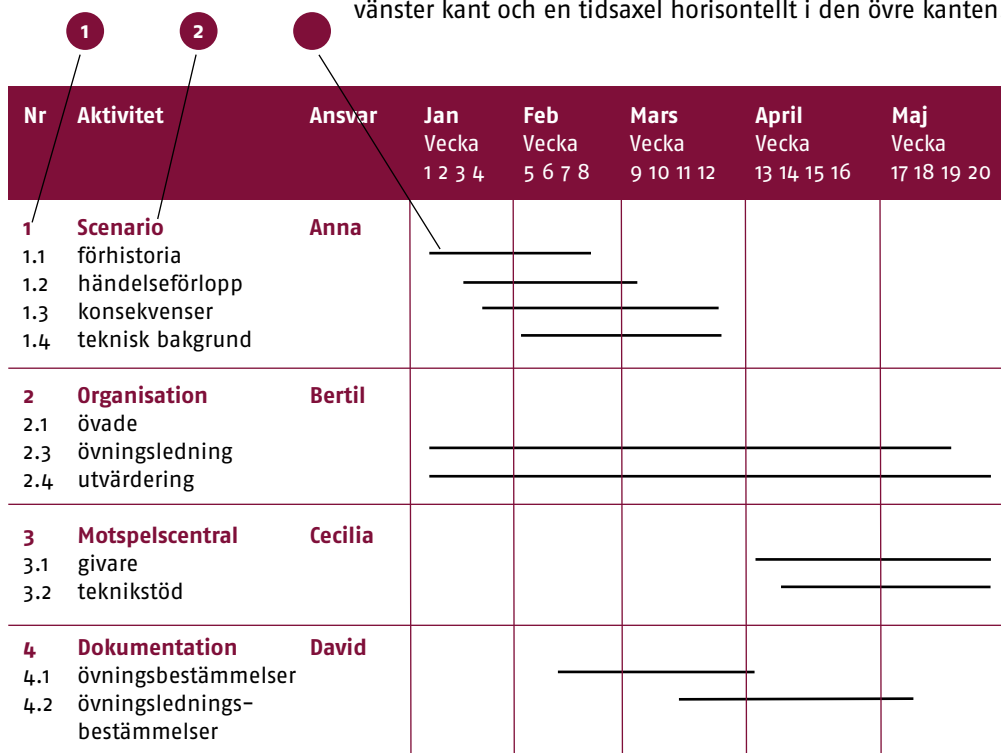 vänster kant och en tidsaxel horisontellt i den övre kanten
1 2
Nr Aktivitet Ansvar Jan Feb Mars April Maj
Vecka Vecka Vecka Vecka Vecka
1 2 3 4 5 6 7 8 9 10 11 12 13 14 15 16 17 18 19 20
1 Scenario Anna
1.1 förhistoria
1.2 händelseförlopp
1.3 konsekvenser
1.4 teknisk bakgrund
2 Organisation Bertil
2.1 övade
2.3 övningsledning
2.4 utvärdering
3 Motspelscentral Cecilia
3.1 givare
3.2 teknikstöd
4 Dokumentation David
4.1 övningsbestämmelser
4.2 övningslednings-
bestämmelser